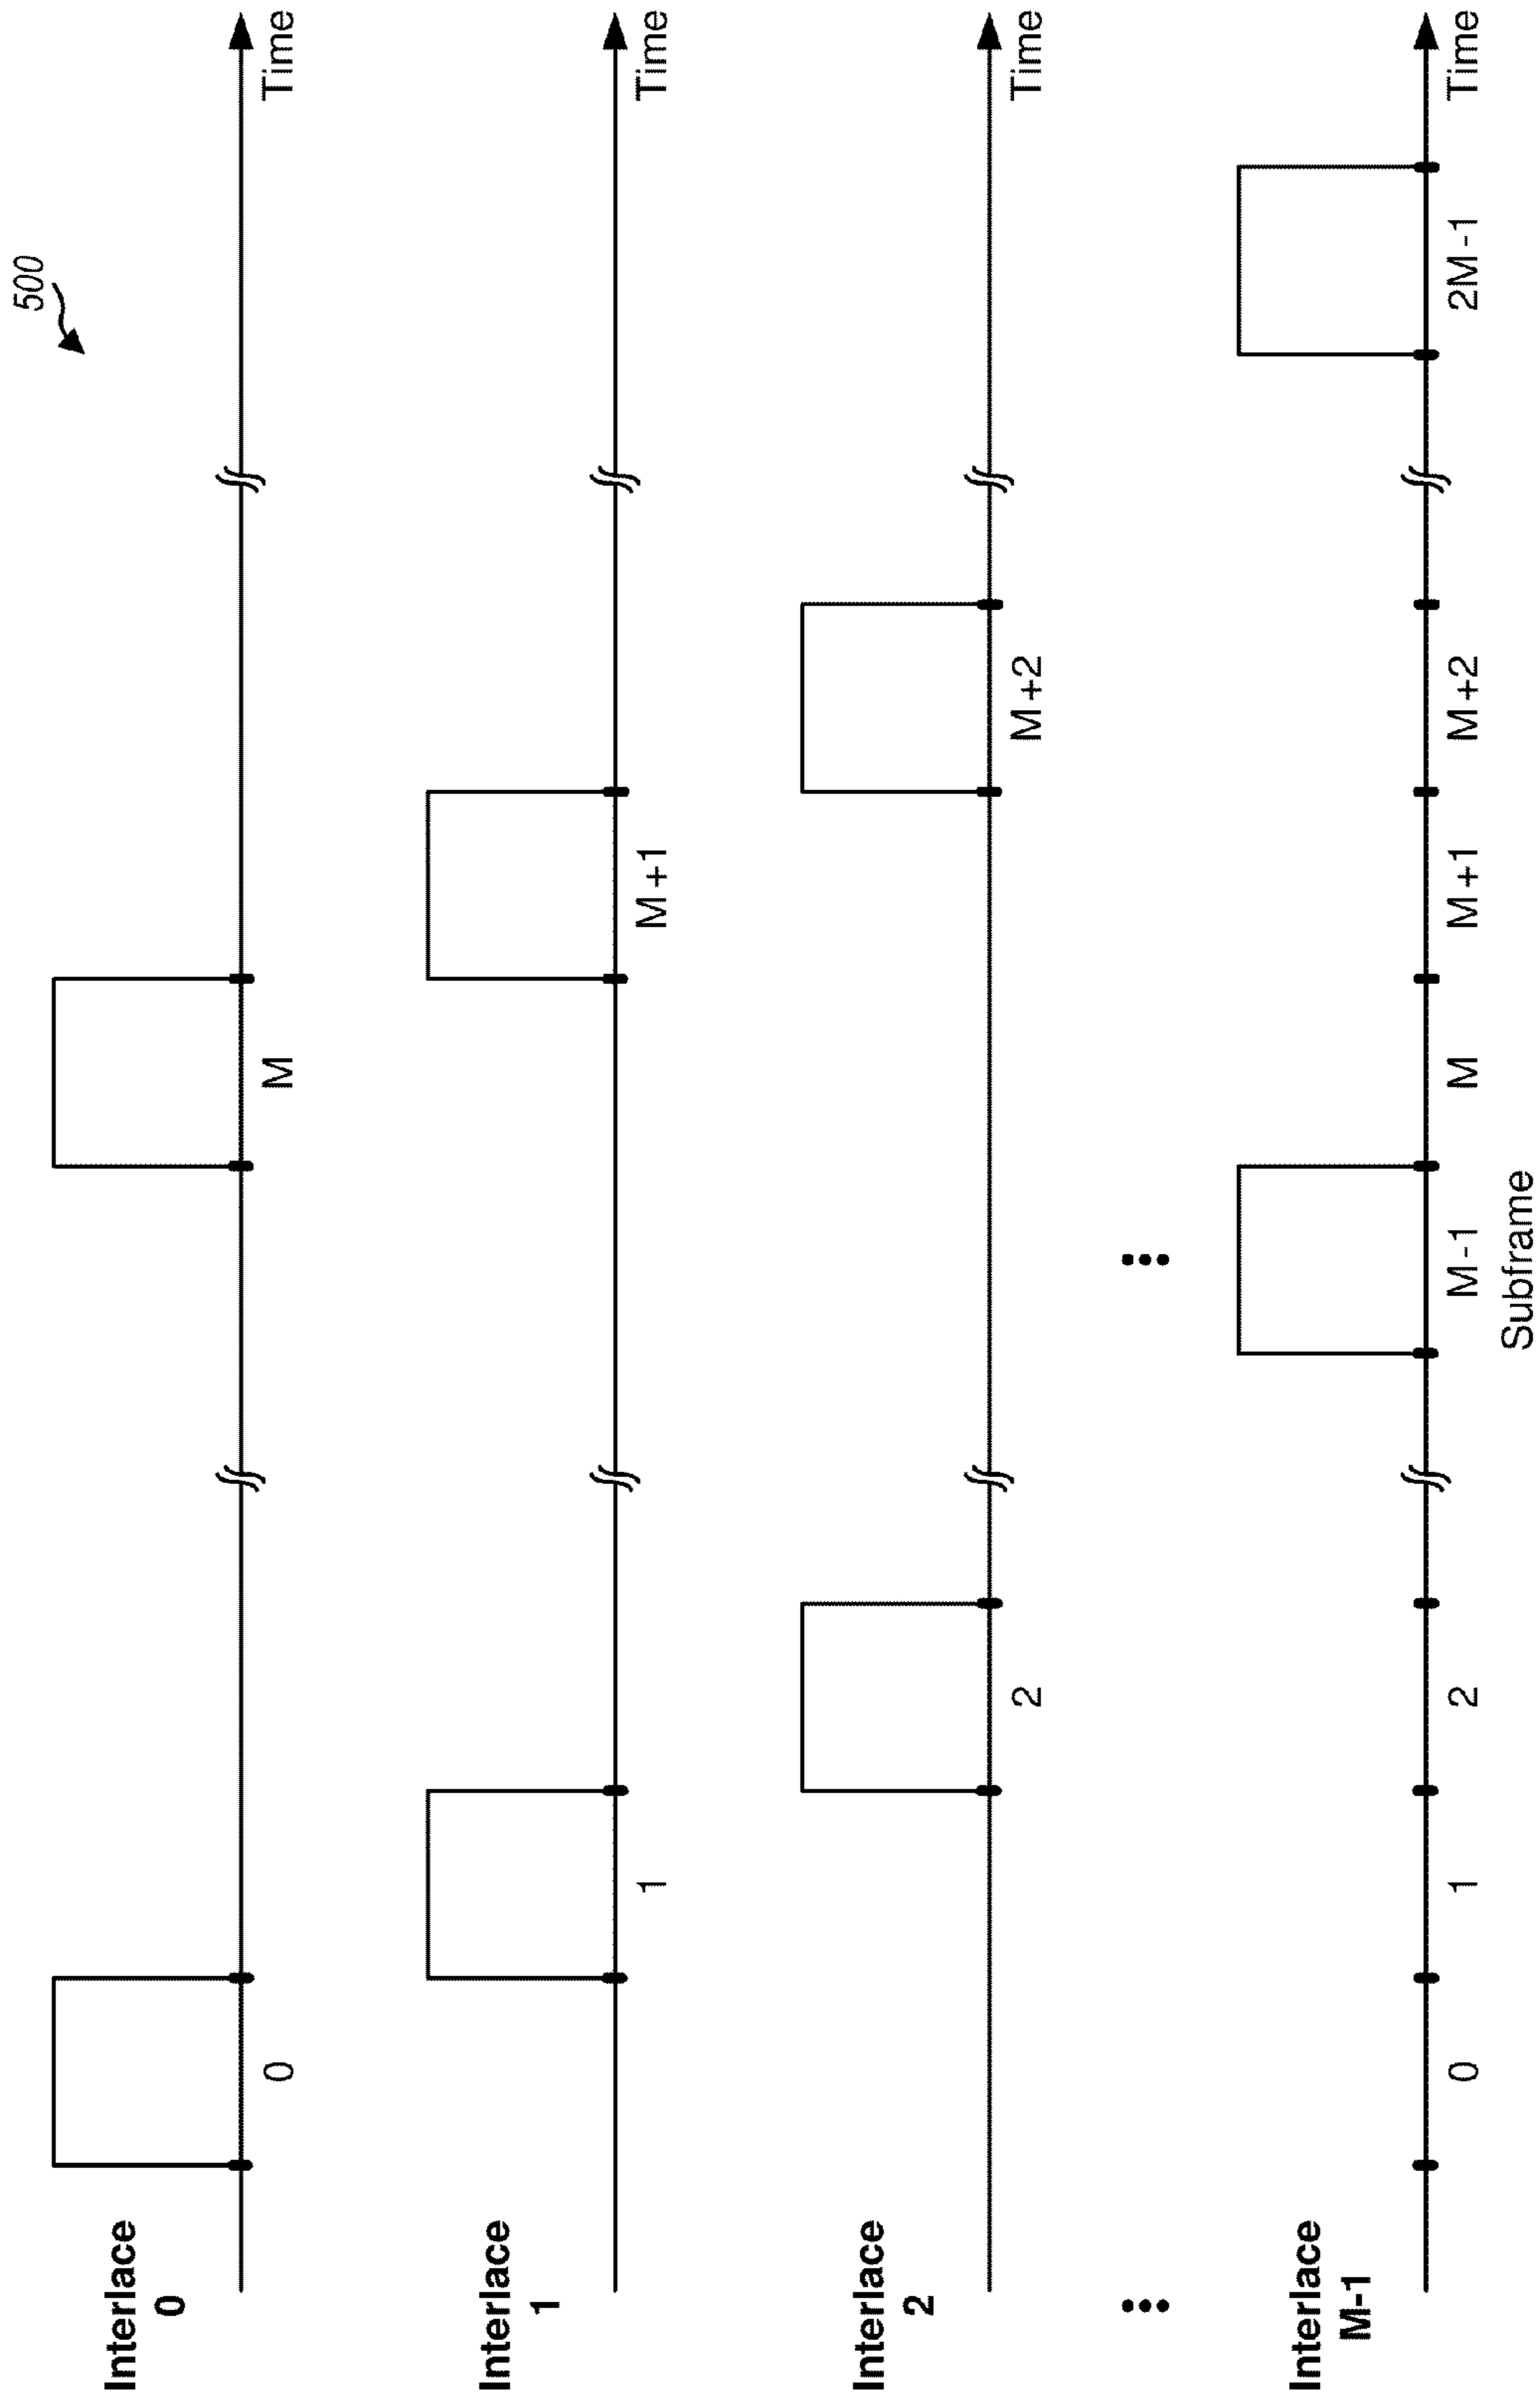 500
Interlace
0
0
M
Time
Interlace
1
1
M+1
Time
Interlace
2
2
M+2
Time
Interlace
M-1
0
1
2
M-1
M
M+1
M+2
2M-1
Time
Subframe